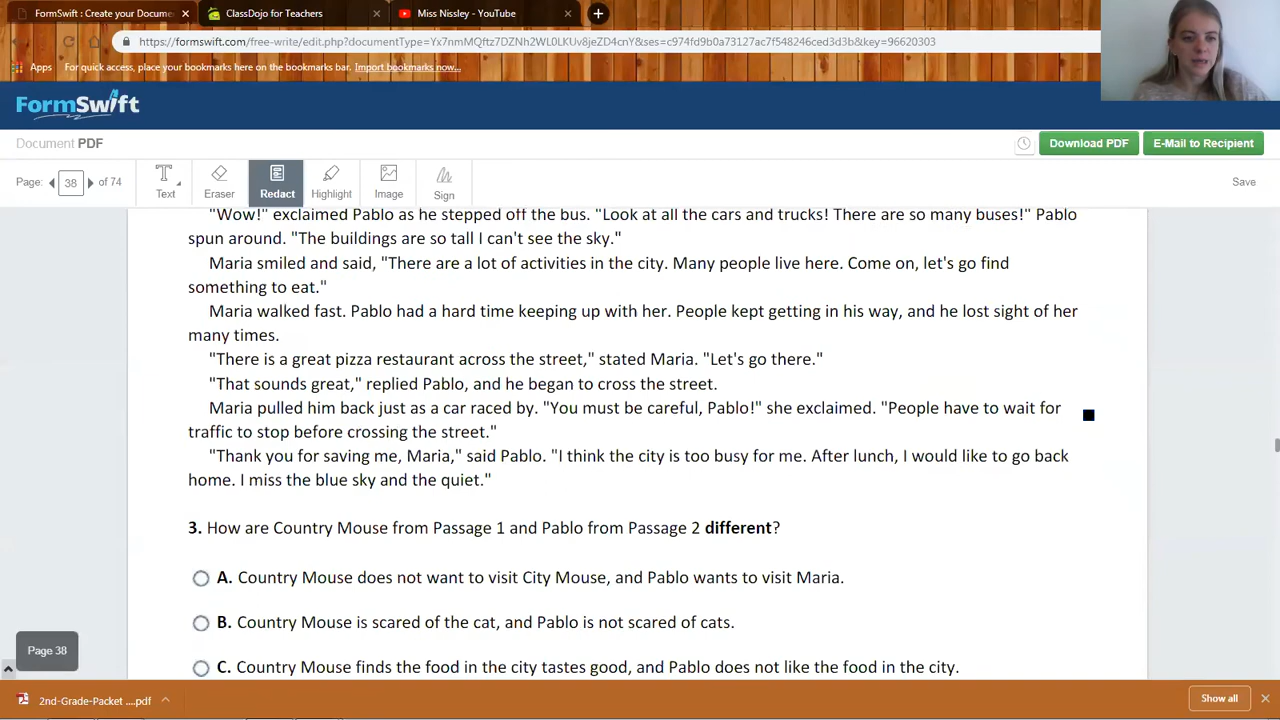 FormSwift : Create your Docume
ClassDojo for Teachers
Miss Nissley - YouTube
https://formswift.com/free-write/edit.php?documentType=Yx7nmMQftz7DZNh2WL0LKUv8jeZD4cnY&ses=c974fd9b0a73127ac7f548246ced3d3b&key=96620303
Apps For quick access, place your bookmarks here on the bookmarks bar. Import bookmarks now...
FormSwift
Document PDF
Download PDF
E-Mail to Recipient
Page: 38 of 74
Text
Eraser
Redact
Highlight
Image
Sign
Save
"Wow!" exclaimed Pablo as he stepped off the bus. "Look at all the cars and trucks! There are so many buses!" Pablo
spun around. "The buildings are so tall I can't see the sky."
Maria smiled and said, "There are a lot of activities in the city. Many people live here. Come on, let's go find
something to eat."
Maria walked fast. Pablo had a hard time keeping up with her. People kept getting in his way, and he lost sight of her
many times.
"There is a great pizza restaurant across the street," stated Maria. "Let's go there."
"That sounds great," replied Pablo, and he began to cross the street.
Maria pulled him back just as a car raced by. "You must be careful, Pablo!" she exclaimed. "People have to wait for
traffic to stop before crossing the street."
"Thank you for saving me, Maria," said Pablo. "I think the city is too busy for me. After lunch, I would like to go back
home. I miss the blue sky and the quiet."
3. How are Country Mouse from Passage 1 and Pablo from Passage 2 different?
A. Country Mouse does not want to visit City Mouse, and Pablo wants to visit Maria.
B. Country Mouse is scared of the cat, and Pablo is not scared of cats.
C. Country Mouse finds the food in the city tastes good, and Pablo does not like the food in the city.
Page 38
2nd-Grade-Packet ....pdf
Show all